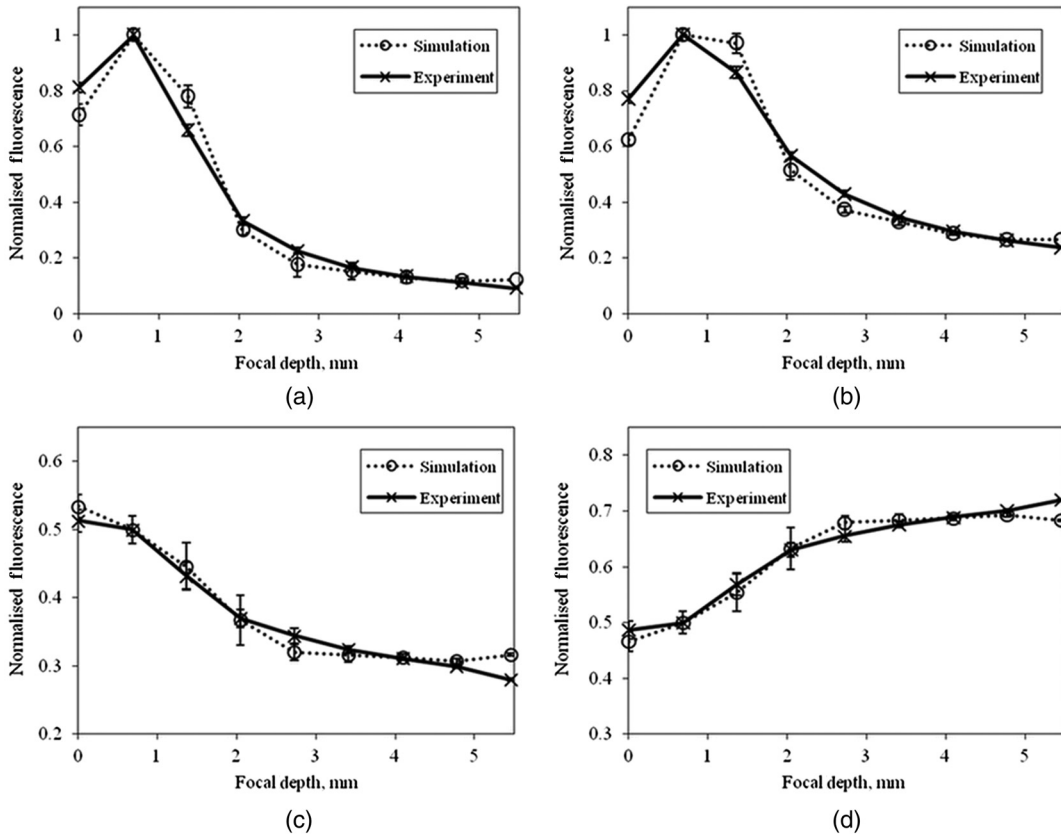 1
0.8
0.6
0.4
0.2
0
Normalised fluorescence
Simulation
Experiment
0 1 2 3 4 5
Focal depth, mm
(a)
1
0.8
0.6
0.4
0.2
0
Normalised fluorescence
Simulation
Experiment
0 1 2 3 4 5
Focal depth, mm
(b)
0.6
0.5
0.4
0.3
0.2
Normalised fluorescence
Simulation
Experiment
0 1 2 3 4 5
Focal depth, mm
(c)
0.8
0.7
0.6
0.5
0.4
0.3
Normalised fluorescence
Simulation
Experiment
0 1 2 3 4 5
Focal depth, mm
(d)